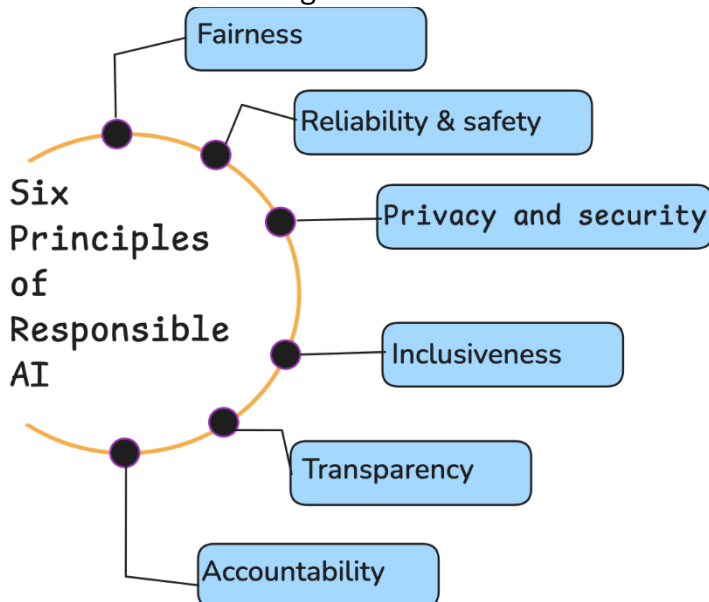 Fairness
Reliability & safety
Privacy and security
Six
Principles
of
Responsible
AI
Inclusiveness
Transparency
Accountability